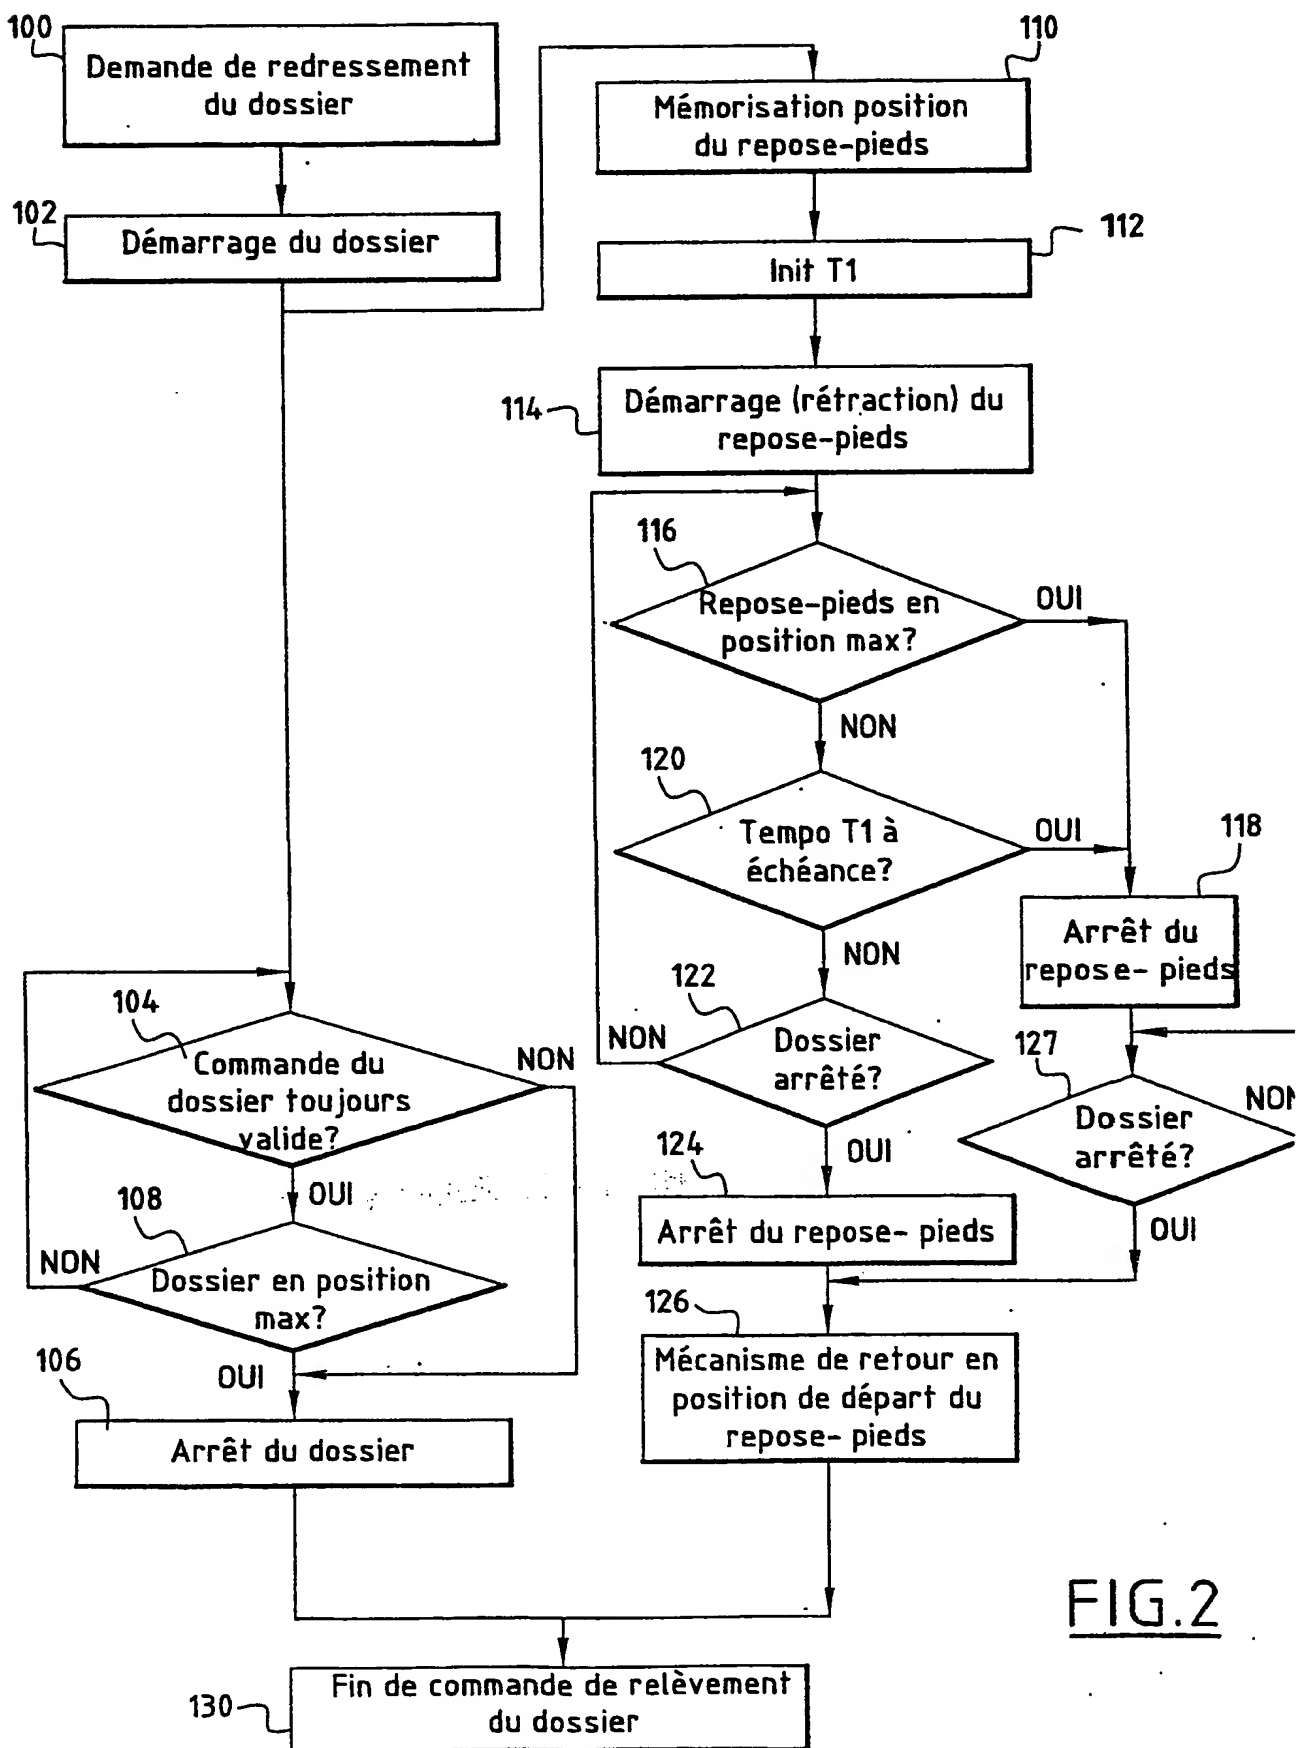 100
Demande de redressement
du dossier
102
Démarrage du dossier
110
Mémorisation position
du repose-pieds
112
Init T1
114
Démarrage (rétraction) du
repose-pieds
116
Repose-pieds en
position max?
OUI
NON
120
Tempo T1 à
échéance?
OUI
NON
118
Arrêt du
repose- pieds
122
Dossier
arrêté?
NON
OUI
127
Dossier
arrêté?
NON
OUI
104
Commande du
dossier toujours
valide?
NON
OUI
108
Dossier en position
max?
NON
OUI
106
Arrêt du dossier
124
Arrêt du repose- pieds
126
Mécanisme de retour en
position de départ du
repose- pieds
130
Fin de commande de relèvement
du dossier
FIG.2